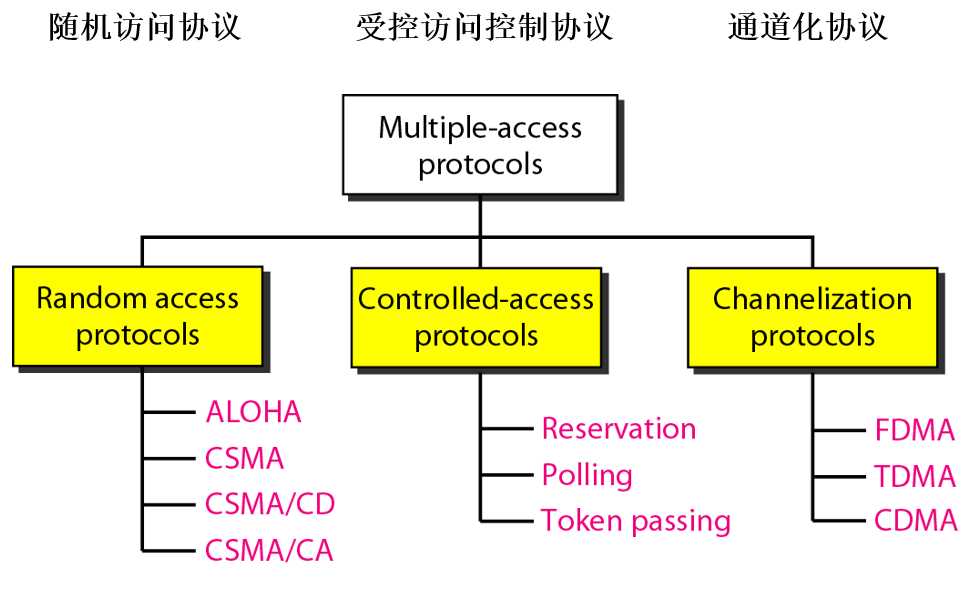 随机访问协议
受控访问控制协议
通道化协议
Multiple-access
protocols
Random access
protocols
ALOHA
CSMA
CSMA/CD
CSMA/CA
Controlled-access
protocols
Reservation
Polling
Token passing
Channelization
protocols
FDMA
TDMA
CDMA